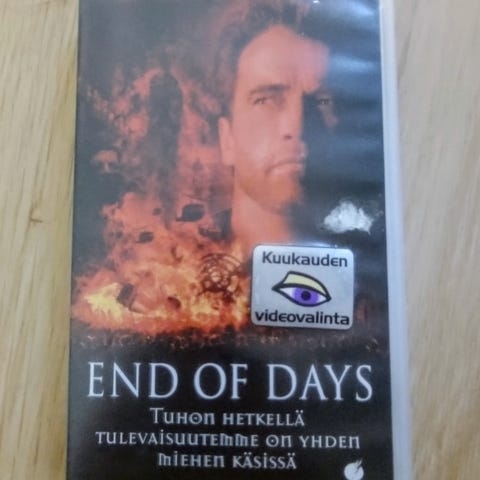 Kuukauden
videovalinta
END OF DAYS
TUHON HETKELLÄ
TULEVAISUUTEMME ON YHDEN
MIEHEN KÄSISSÄ